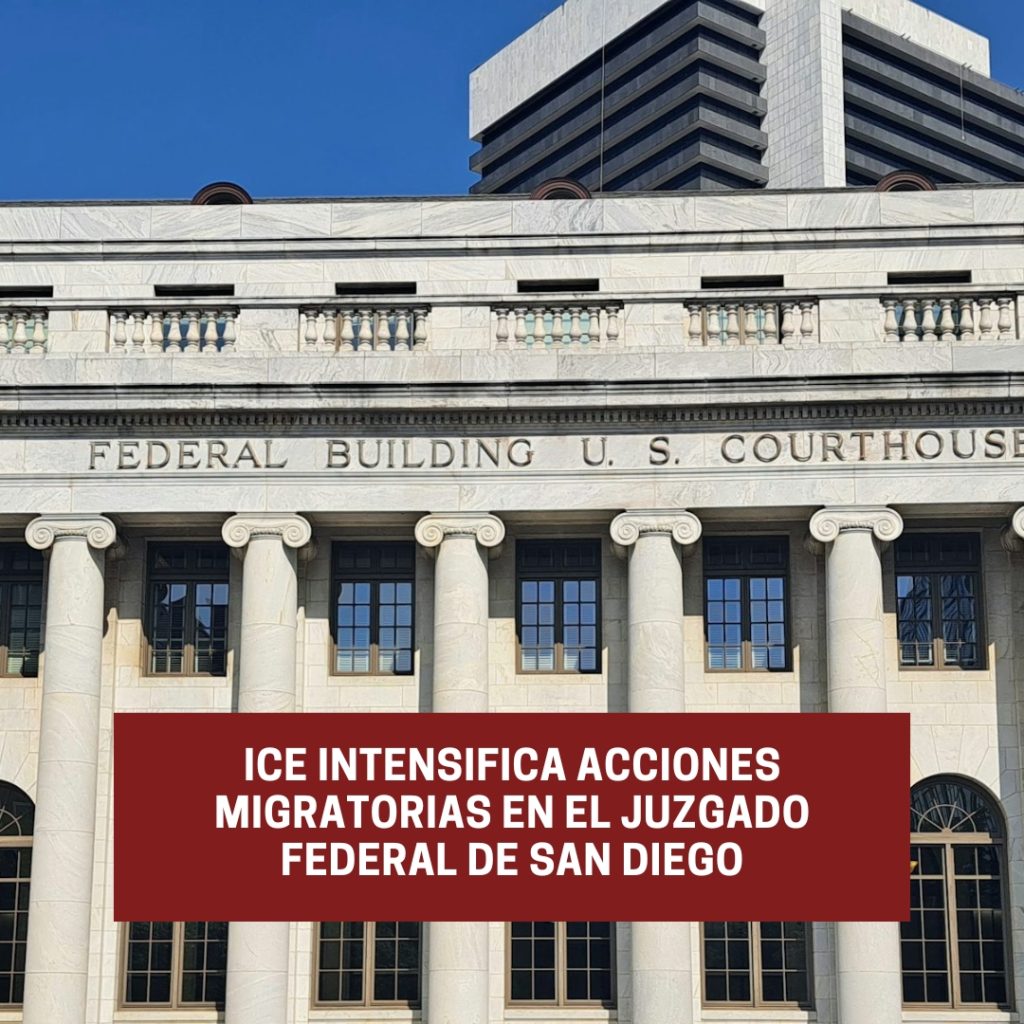 FEDERAL BUILDING U. S. COURTHOUSE
ICE INTENSIFICA ACCIONES
MIGRATORIAS EN EL JUZGADO
FEDERAL DE SAN DIEGO